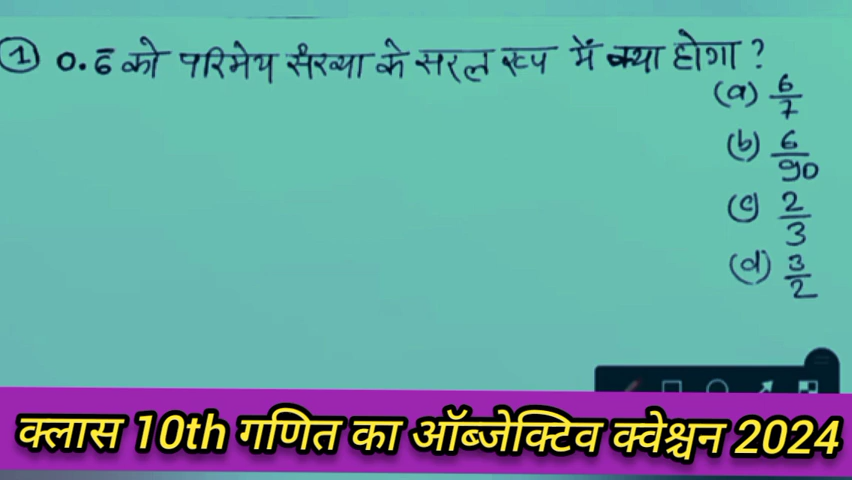 ① 0.6̅ को परिमेय संख्या के सरल रूप में क्या होगा ?
(a) 6/7
(b) 6/90
(c) 2/3
(d) 3/2
क्लास 10th गणित का ऑब्जेक्टिव क्वेश्चन 2024